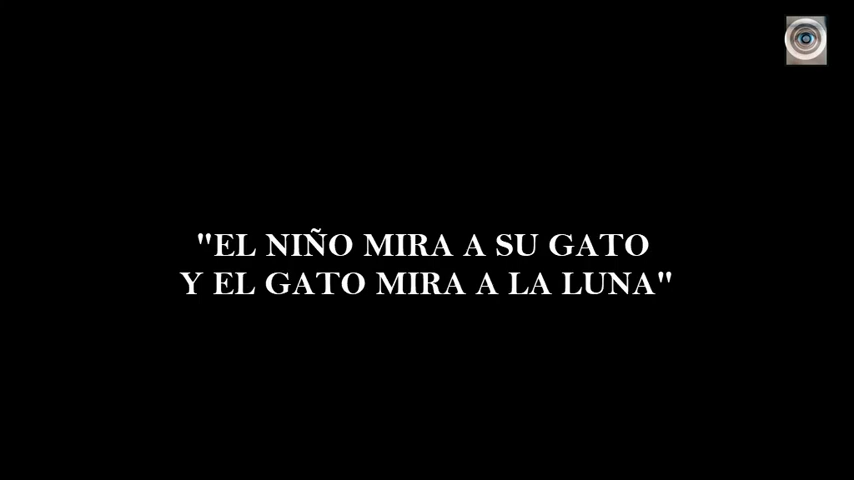 "EL NIÑO MIRA A SU GATO
Y EL GATO MIRA A LA LUNA"